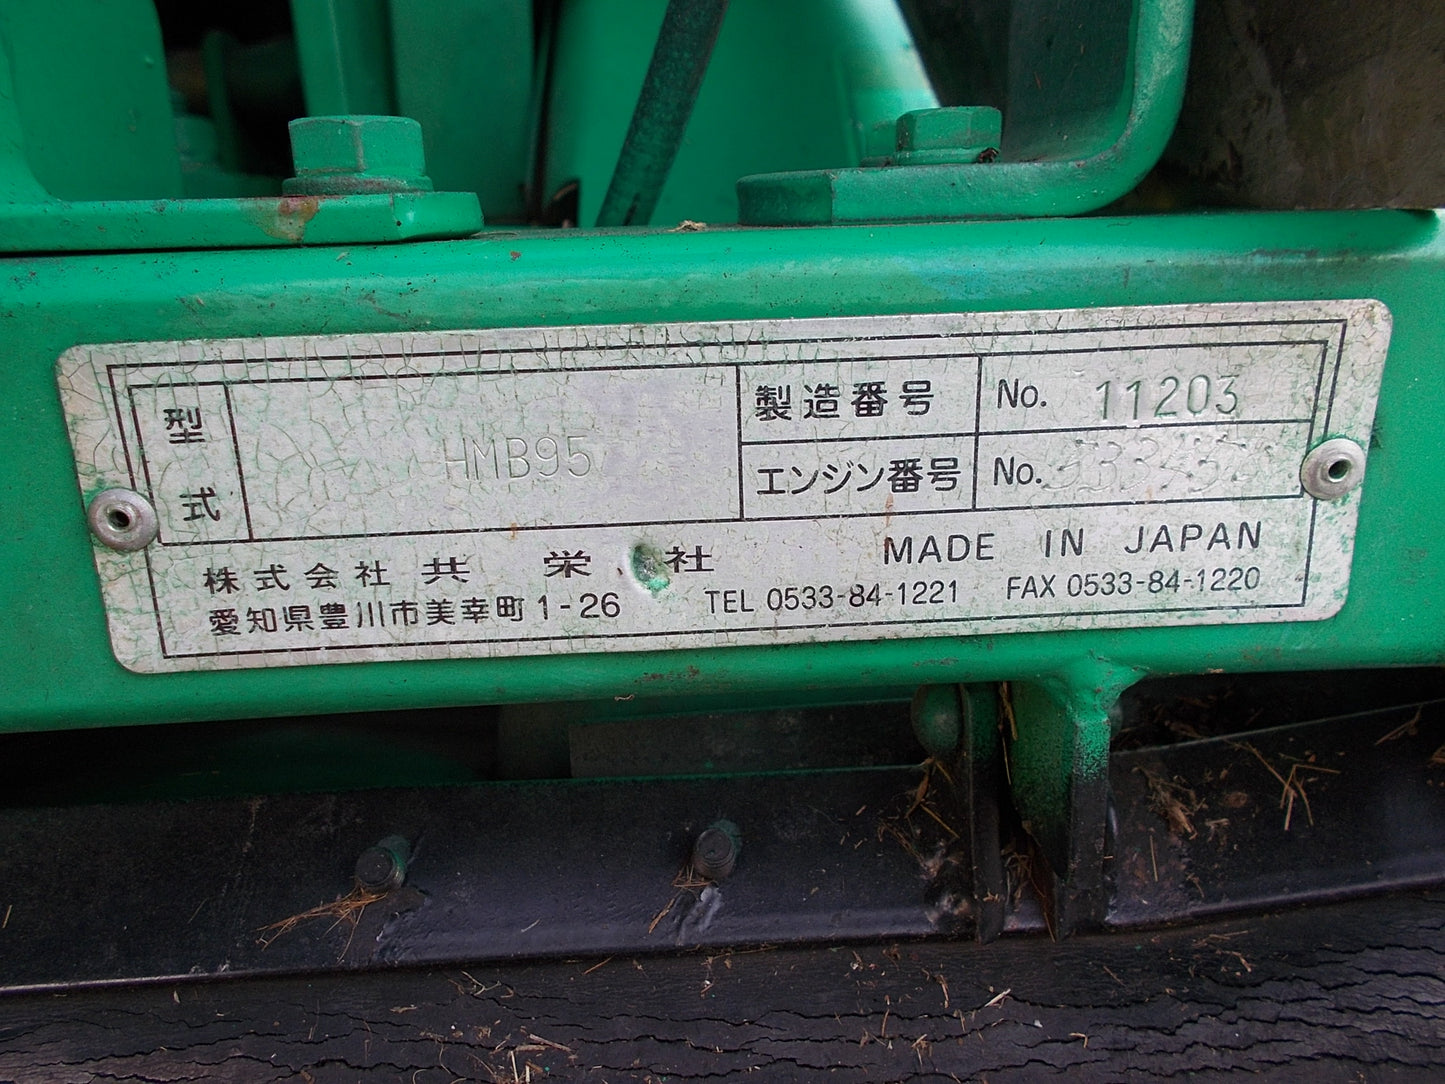 型式 HMB95
製造番号 No. 11203
エンジン番号 No.
株式会社 共栄社 MADE IN JAPAN
愛知県豊川市美幸町1-26 TEL 0533-84-1221 FAX 0533-84-1220